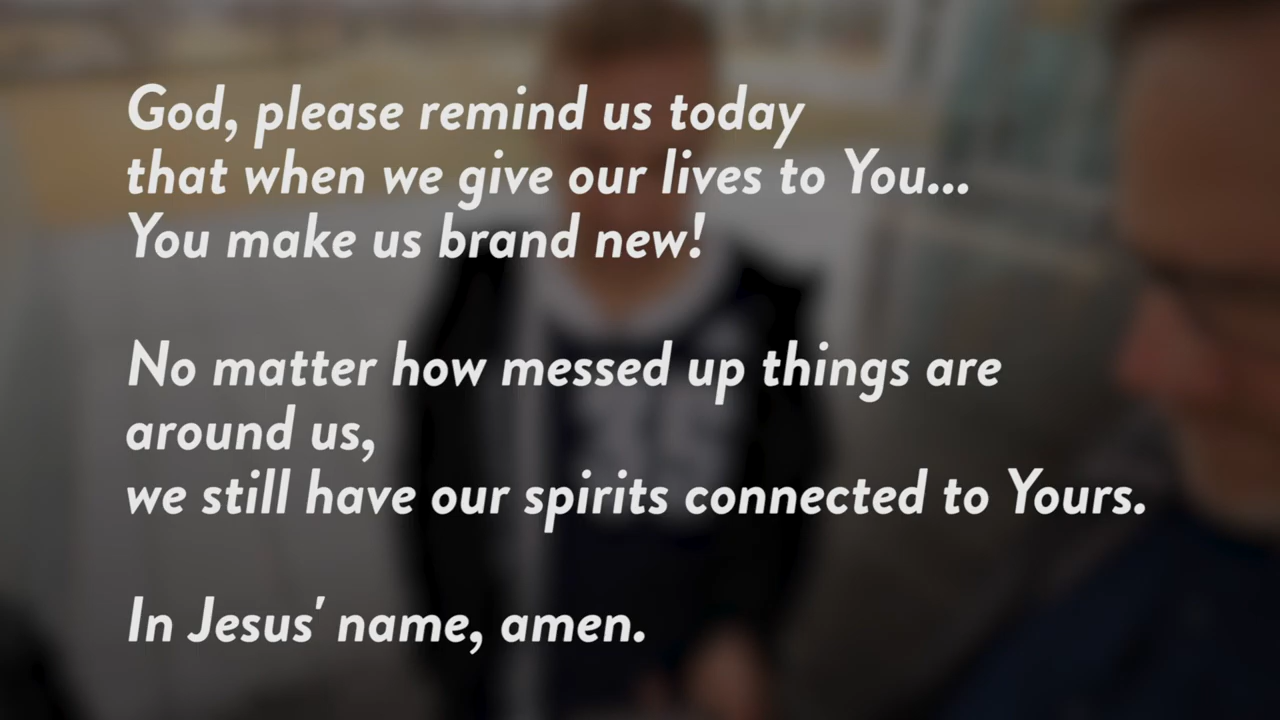 God, please remind us today
that when we give our lives to You...
You make us brand new!
No matter how messed up things are
around us,
we still have our spirits connected to Yours.
In Jesus' name, amen.